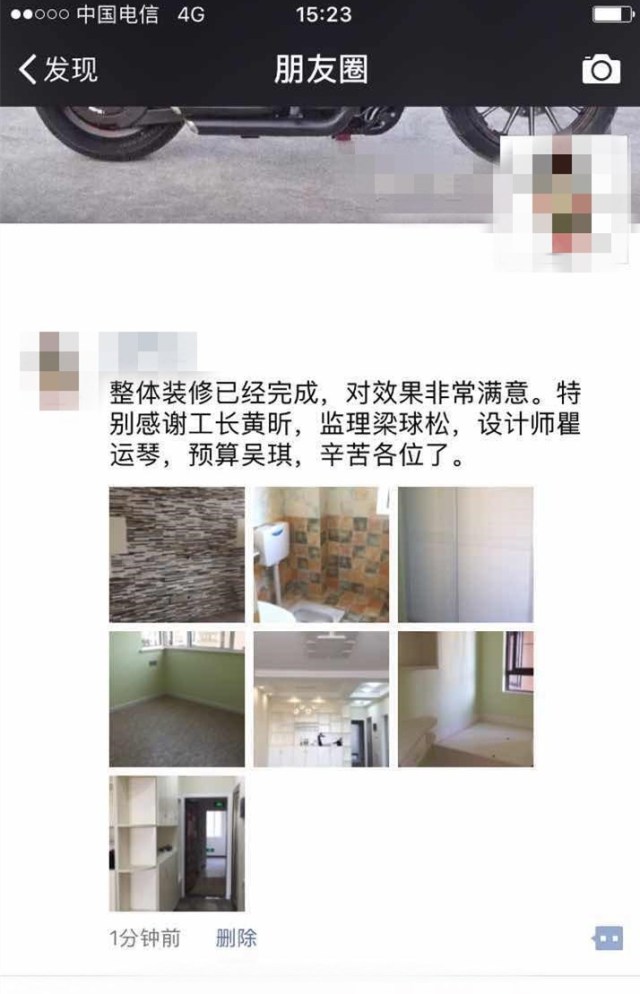 中国电信 4G 15:23
发现 朋友圈
整体装修已经完成，对效果非常满意。特
别感谢工长黄昕，监理梁球松，设计师瞿
运琴，预算吴琪，辛苦各位了。
1分钟前 删除